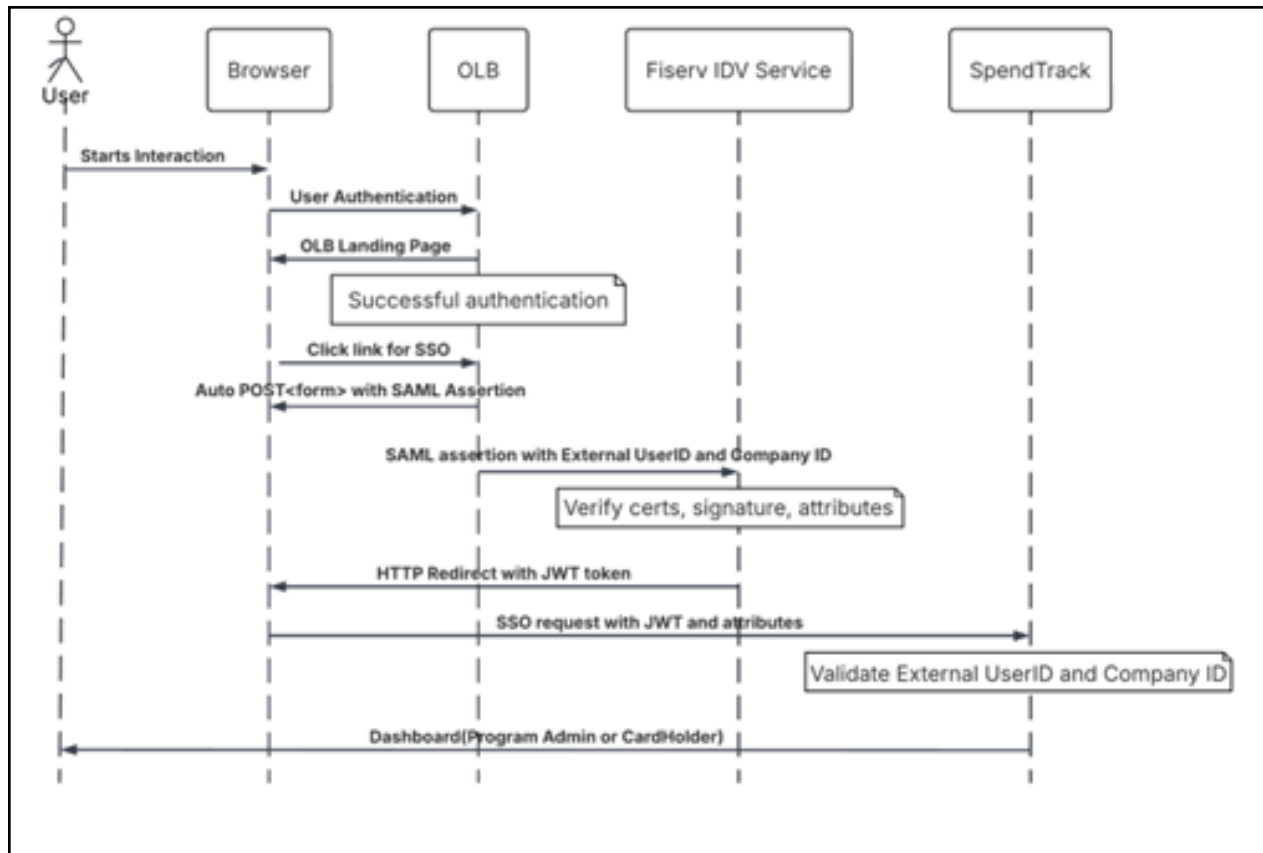 User
Browser
OLB
Fiserv IDV Service
SpendTrack
Starts Interaction
User Authentication
OLB Landing Page
Successful authentication
Click link for SSO
Auto POST<form> with SAML Assertion
SAML assertion with External UserID and Company ID
Verify certs, signature, attributes
HTTP Redirect with JWT token
SSO request with JWT and attributes
Validate External UserID and Company ID
Dashboard(Program Admin or CardHolder)